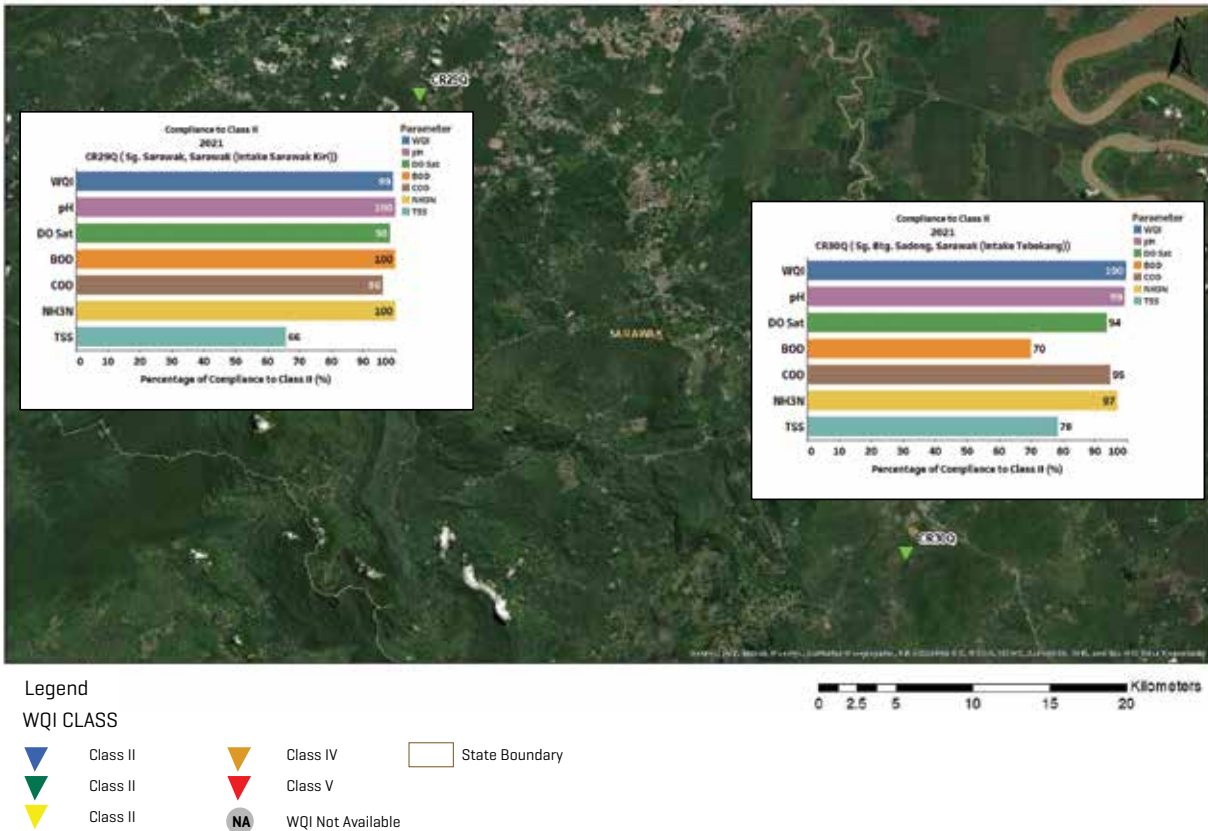 N
CR29Q
Compliance to Class II
2021
CR29Q ( Sg. Sarawak, Sarawak (Intake Sarawak Kiri))
Parameter
WQI
pH
DO Sat
BOD
COD
NH3N
TSS
WQI 99
pH 100
DO Sat 98
BOD 100
COD 96
NH3N 100
TSS 66
0 10 20 30 40 50 60 70 80 90 100
Percentage of Compliance to Class II (%)
SARAWAK
Compliance to Class II
2021
CR30Q ( Sg. Btg. Sadong, Sarawak (Intake Tebekang))
Parameter
WQI
pH
DO Sat
BOD
COD
NH3N
TSS
WQI 100
pH 99
DO Sat 94
BOD 70
COD 95
NH3N 97
TSS 78
0 10 20 30 40 50 60 70 80 90 100
Percentage of Compliance to Class II (%)
CR30Q
Legend
WQI CLASS
Class II
Class II
Class II
Class IV
Class V
NA WQI Not Available
State Boundary
Kilometers
0 2.5 5 10 15 20